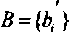 B = {b_i'}